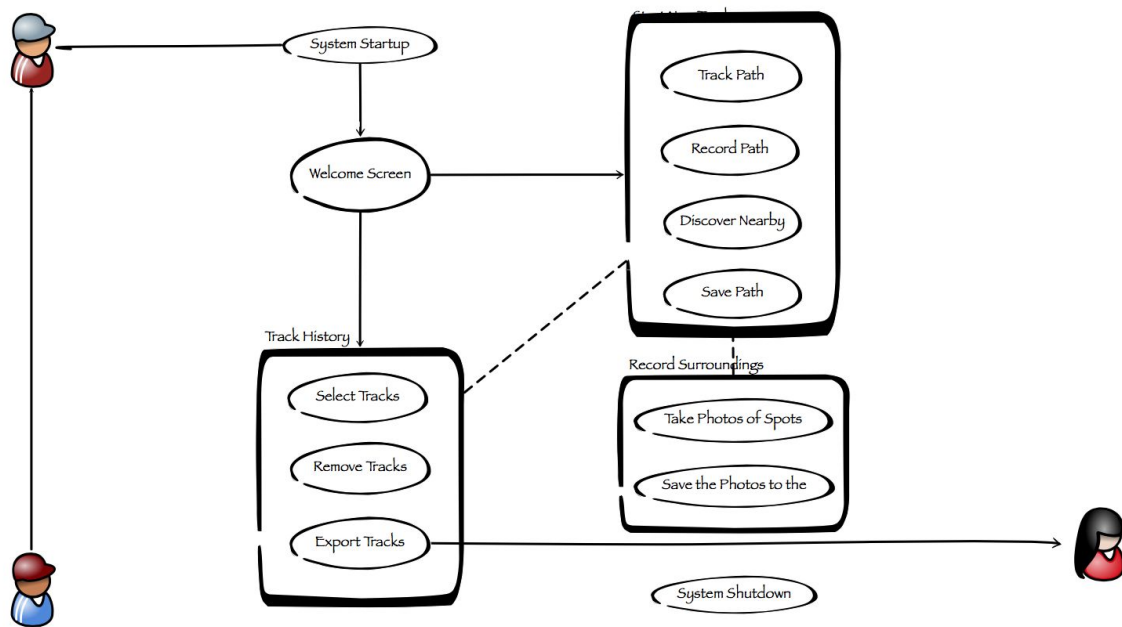 System Startup
Track Path
Record Path
Welcome Screen
Discover Nearby
Save Path
Track History
Record Surroundings
Select Tracks
Take Photos of Spots
Remove Tracks
Save the Photos to the
Export Tracks
System Shutdown